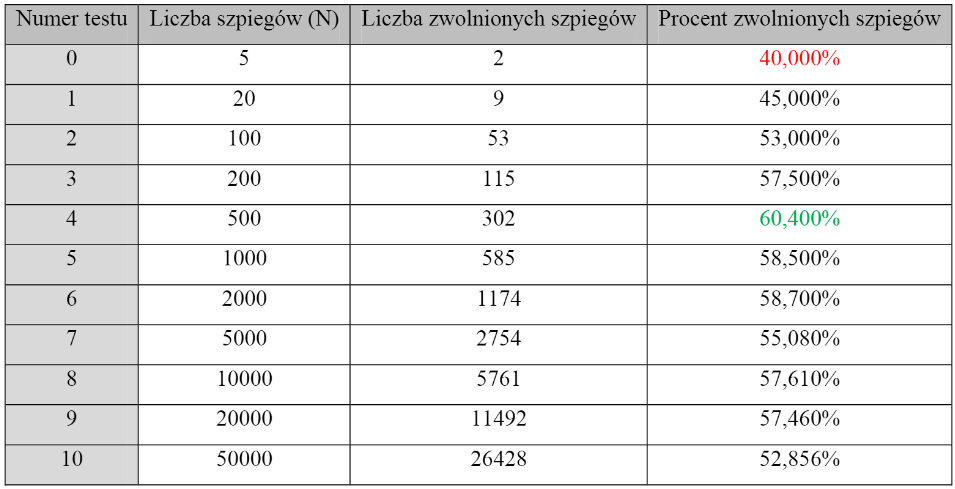 Numer testu Liczba szpiegów (N) Liczba zwolnionych szpiegów Procent zwolnionych szpiegów
0 5 2 40,000%
1 20 9 45,000%
2 100 53 53,000%
3 200 115 57,500%
4 500 302 60,400%
5 1000 585 58,500%
6 2000 1174 58,700%
7 5000 2754 55,080%
8 10000 5761 57,610%
9 20000 11492 57,460%
10 50000 26428 52,856%